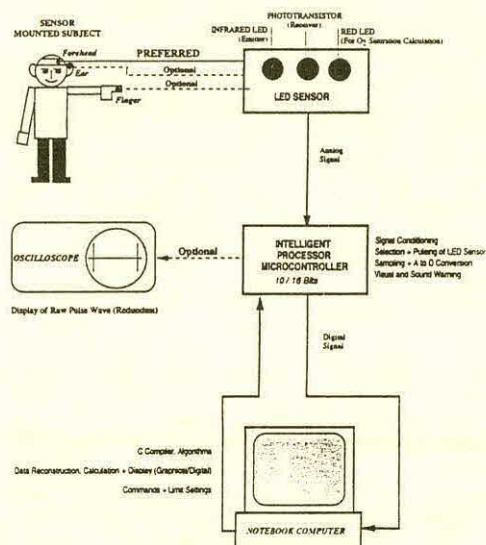 SENSOR
MOUNTED SUBJECT
Forehead
Ear
Finger
PREFERRED
Optional
Optional
PHOTOTRANSISTOR
(Receiver)
INFRARED LED
(Emitter)
RED LED
(For O2 Saturation Calculation)
LED SENSOR
Analog
Signal
OSCILLOSCOPE
Optional
INTELLIGENT
PROCESSOR
MICROCONTROLLER
10 / 16 Bits
Signal Conditioning
Selection + Pulsing of LED Sensor
Sampling + A to D Conversion
Visual and Sound Warning
Display of Raw Pulse Wave (Redundant)
Digital
Signal
C Compiler, Algorithms
Data Reconstruction, Calculation + Display (Graphics/Digital)
Commands + Limit Settings
NOTEBOOK COMPUTER